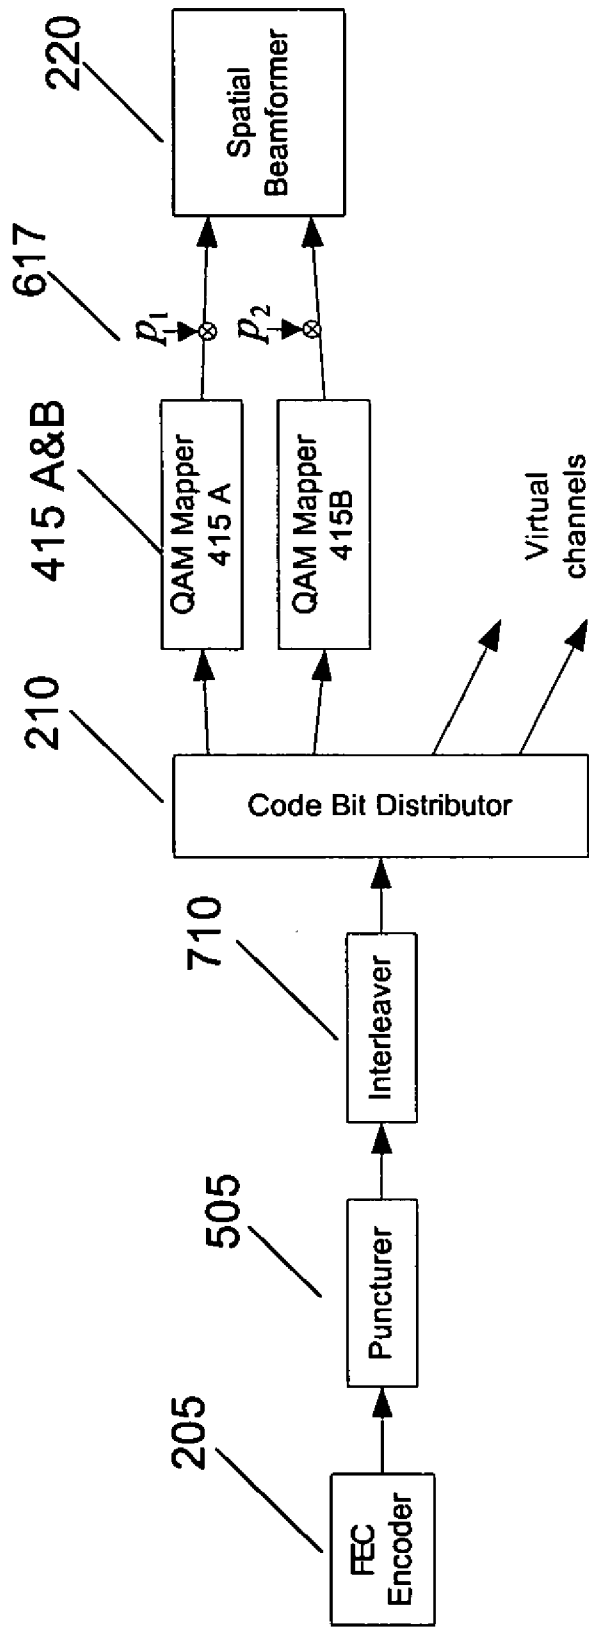 205
FEC
Encoder
505
Puncturer
710
Interleaver
210
Code Bit Distributor
415 A&B
QAM Mapper
415 A
QAM Mapper
415B
Virtual
channels
617
p1
p2
220
Spatial
Beamformer